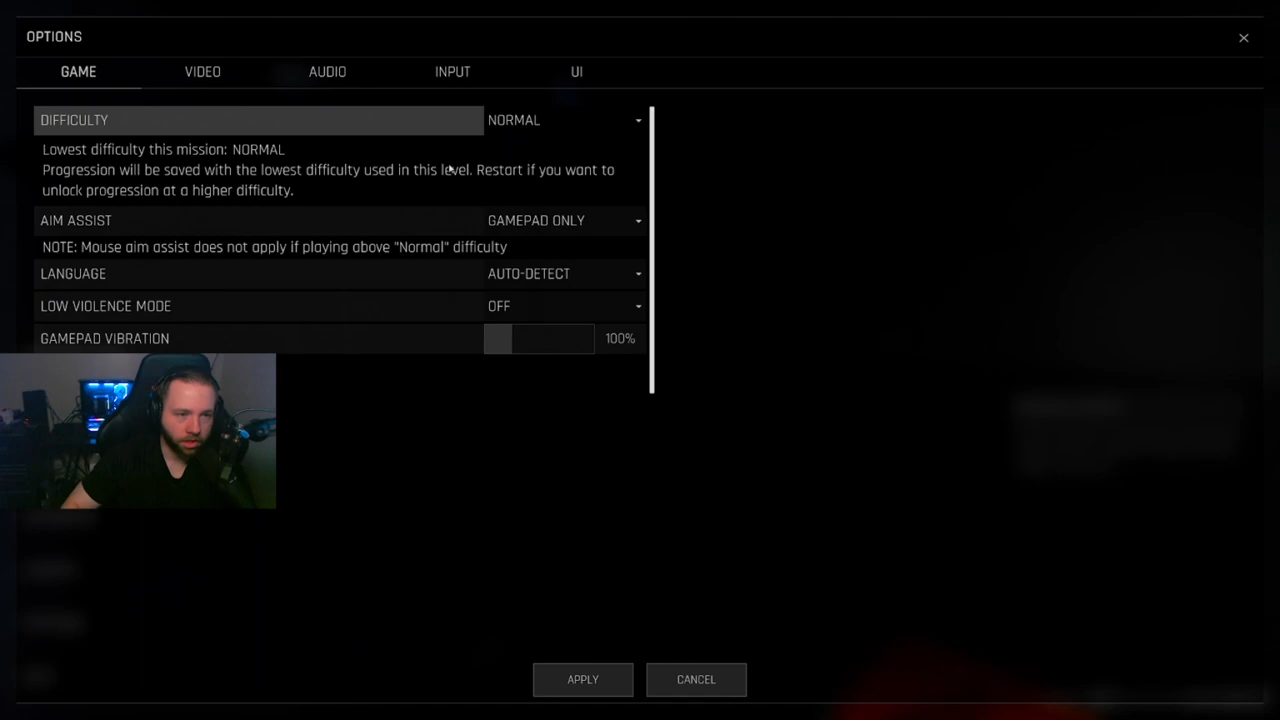 OPTIONS
GAME VIDEO AUDIO INPUT UI
DIFFICULTY NORMAL
Lowest difficulty this mission: NORMAL
Progression will be saved with the lowest difficulty used in this level. Restart if you want to
unlock progression at a higher difficulty.
AIM ASSIST GAMEPAD ONLY
NOTE: Mouse aim assist does not apply if playing above "Normal" difficulty
LANGUAGE AUTO-DETECT
LOW VIOLENCE MODE OFF
GAMEPAD VIBRATION 100%
APPLY CANCEL